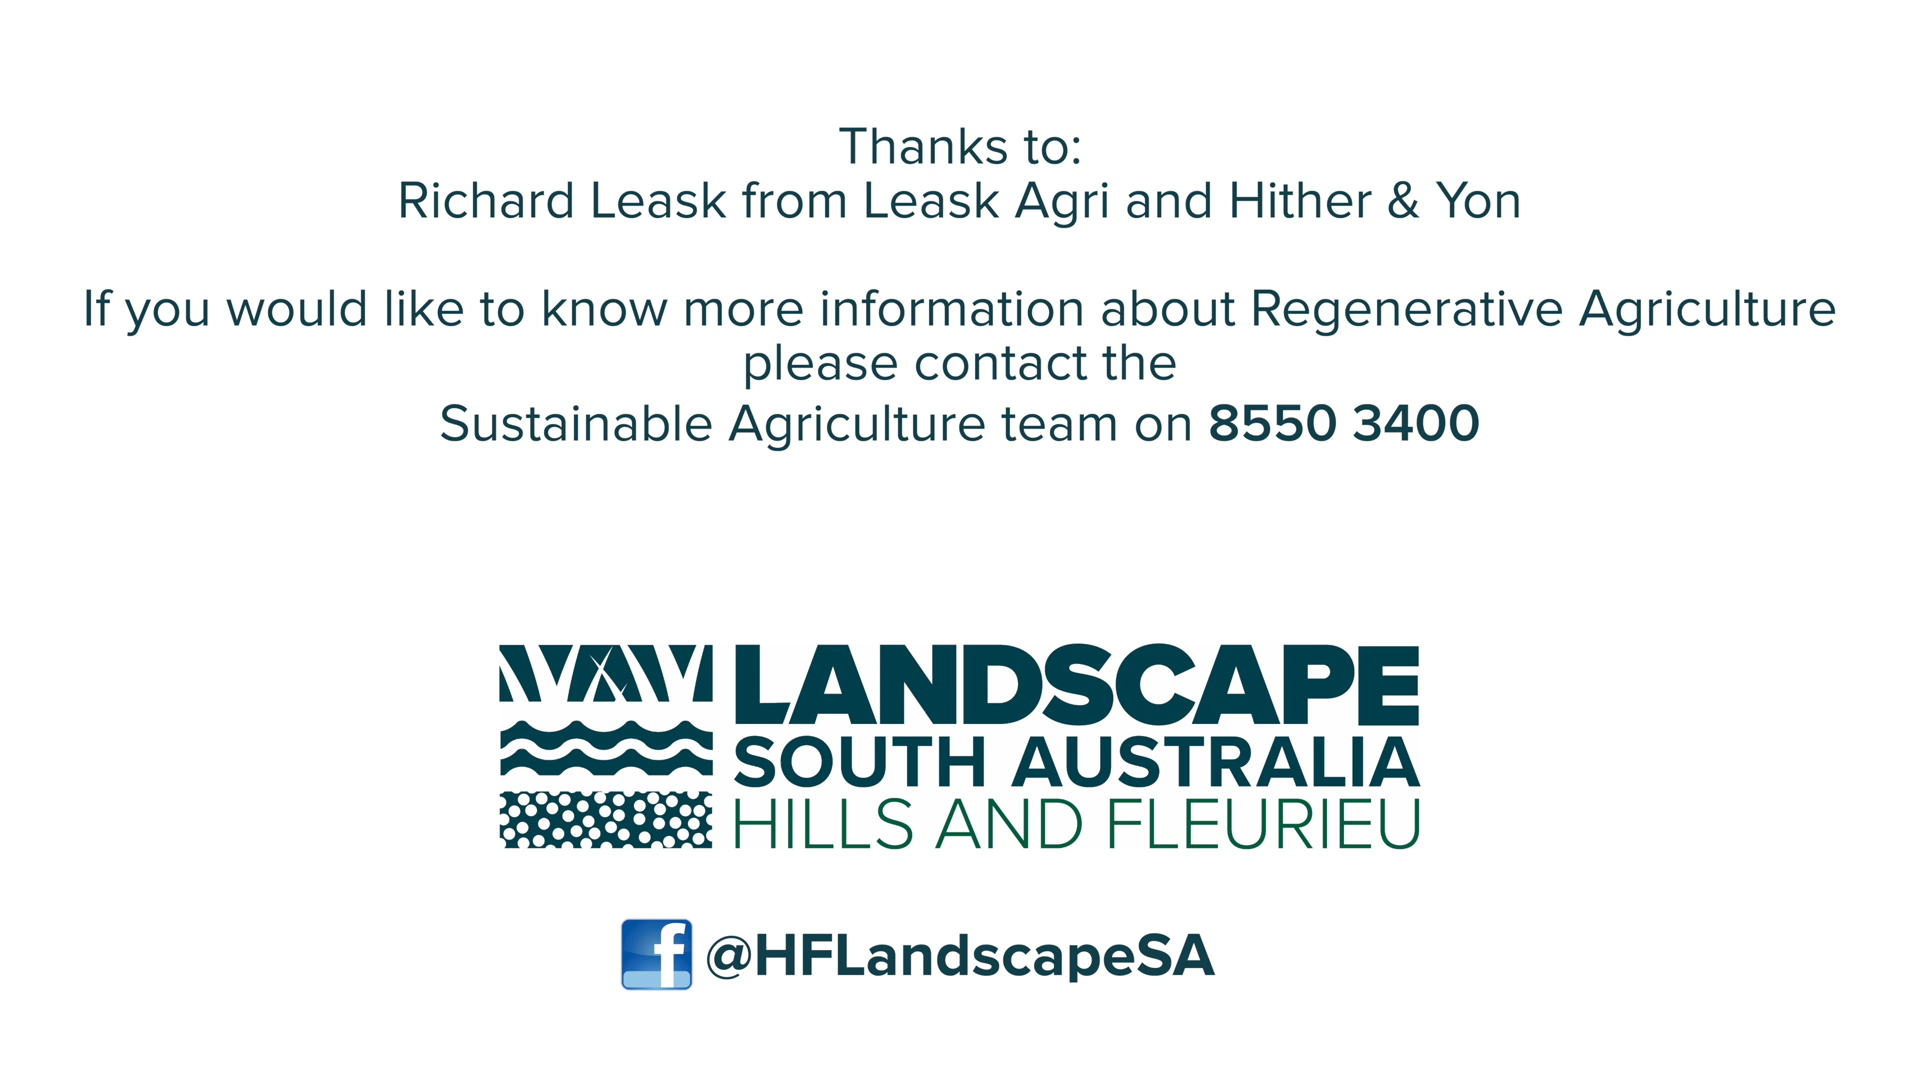 Thanks to:
Richard Leask from Leask Agri and Hither & Yon
If you would like to know more information about Regenerative Agriculture
please contact the
Sustainable Agriculture team on 8550 3400
LANDSCAPE
SOUTH AUSTRALIA
HILLS AND FLEURIEU
f @HFLandscapeSA